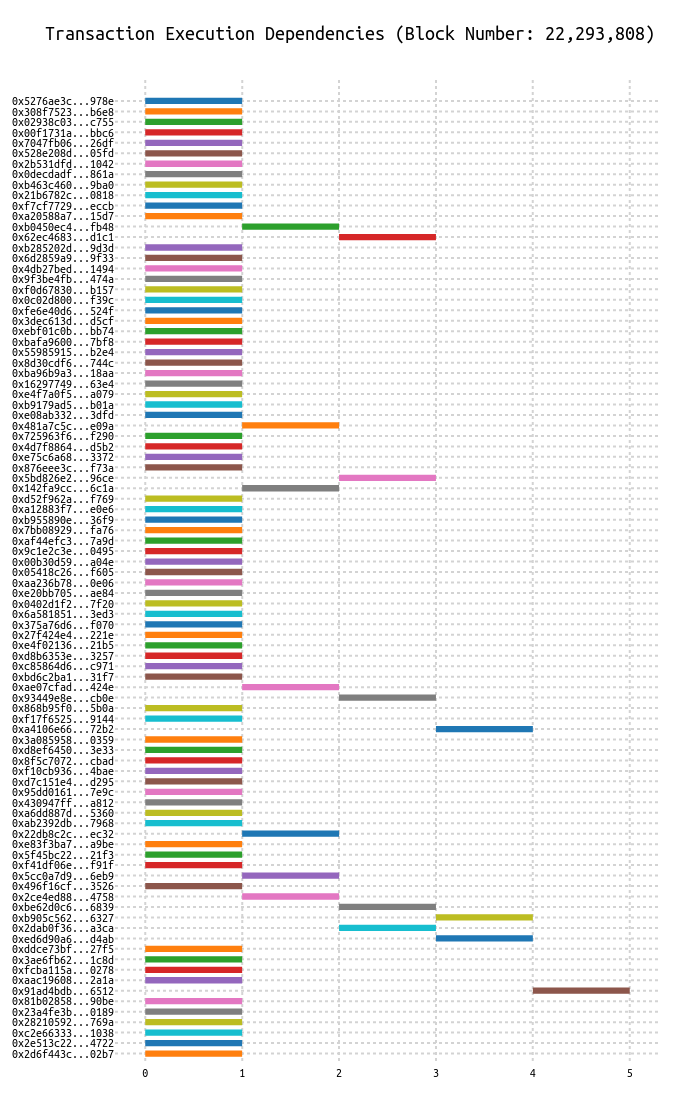 Transaction Execution Dependencies (Block Number: 22,293,808)
0x5276ae3c...978e
0x308f7523...b6e8
0x02938c03...c755
0x00f1731a...bbc6
0x7047fb06...26df
0x528e208d...05fd
0x2b531dfd...1042
0x0decdadf...861a
0xb463c460...9ba0
0x21b6782c...0818
0xf7cf7729...eccb
0xa20588a7...15d7
0xb0450ec4...fb48
0x62ec4683...d1c1
0xb285202d...9d3d
0x6d2859a9...9f33
0x4db27bed...1494
0x9f3be4fb...474a
0xf0d67830...b157
0x0c02d800...f39c
0xfe6e40d6...524f
0x3dec613d...d5cf
0xebf01c0b...bb74
0xbafa9600...7bf8
0x55985915...b2e4
0x8d30cdf6...744c
0xba96b9a3...18aa
0x16297749...63e4
0xe4f7a0f5...a079
0xb9179ad5...b01a
0xe08ab332...3dfd
0x481a7c5c...e09a
0x725963f6...f290
0x4d7f8864...d5b2
0xe75c6a68...3372
0x876eee3c...f73a
0x5bd826e2...96ce
0x142fa9cc...6c1a
0xd52f962a...f769
0xa12883f7...e0e6
0xb955890e...36f9
0x7bb08929...fa76
0xaf44efc3...7a9d
0x9c1e2c3e...0495
0x00b30d59...a04e
0x05418c26...f605
0xaa236b78...0e06
0xe20bb705...ae84
0x0402d1f2...7f20
0x6a581851...3ed3
0x375a76d6...f070
0x27f424e4...221e
0xe4f02136...21b5
0xd8b6353e...3257
0xc85864d6...c971
0xbd6c2ba1...31f7
0xae07cfad...424e
0x93449e8e...cb0e
0x868b95f0...5b0a
0xf17f6525...9144
0xa4106e66...72b2
0x3a085958...0359
0xd8ef6450...3e33
0x8f5c7072...cbad
0xf10cb936...4bae
0xd7c151e4...d295
0x95dd0161...7e9c
0x430947ff...a812
0xa6dd887d...5360
0xab2392db...7968
0x22db8c2c...ec32
0xe83f3ba7...a9be
0x5f45bc22...21f3
0xf41df06e...f91f
0x5cc0a7d9...6eb9
0x496f16cf...3526
0x2ce4ed88...4758
0xbe62d0c6...6839
0xb905c562...6327
0x2dab0f36...a3ca
0xed6d90a6...d4ab
0xddce73bf...27f5
0x3ae6fb62...1c8d
0xfcba115a...0278
0xaac19608...2a1a
0x91ad4bdb...6512
0x81b02858...90be
0x23a4fe3b...0189
0x28210592...769a
0xc2e66333...1038
0x2e513c22...4722
0x2d6f443c...02b7
0 1 2 3 4 5